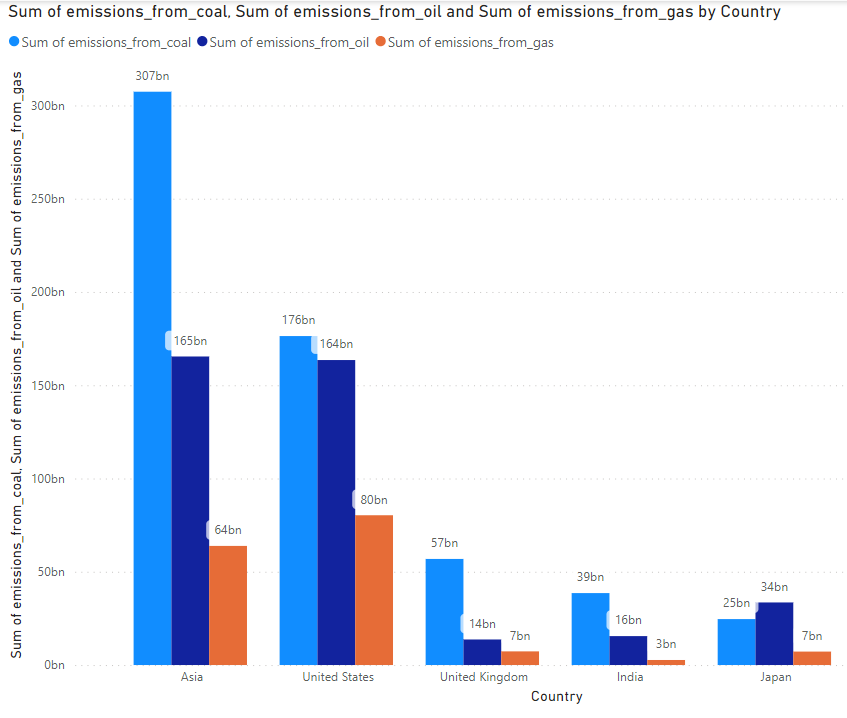 Sum of emissions_from_coal, Sum of emissions_from_oil and Sum of emissions_from_gas by Country
Sum of emissions_from_coal Sum of emissions_from_oil Sum of emissions_from_gas
Sum of emissions_from_coal, Sum of emissions_from_oil and Sum of emissions_from_gas
300bn
250bn
200bn
150bn
100bn
50bn
0bn
307bn
165bn
64bn
176bn
164bn
80bn
57bn
14bn
7bn
39bn
16bn
3bn
25bn
34bn
7bn
Asia
United States
United Kingdom
India
Japan
Country